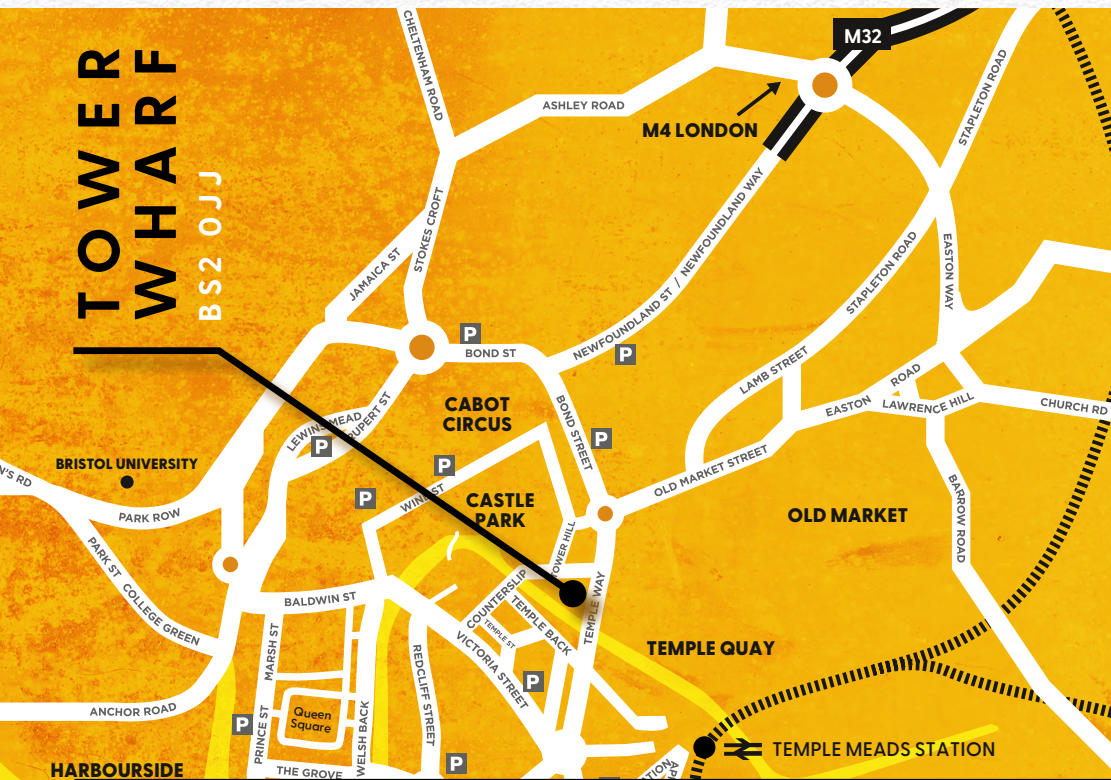 TOWER
WHARF
BS2 0JJ
CHELTENHAM ROAD
M32
ASHLEY ROAD
M4 LONDON
STAPLETON ROAD
STOKES CROFT
JAMAICA ST
NEWFOUNDLAND ST / NEWFOUNDLAND WAY
STAPLETON ROAD
EASTON WAY
P
BOND ST
P
LAMB STREET
EASTON ROAD
LAWRENCE HILL
CHURCH RD
CABOT
CIRCUS
BOND STREET
LEWINS MEAD
RUPERT ST
P
P
P
P
BRISTOL UNIVERSITY
N'S RD
PARK ROW
WINE ST
CASTLE
PARK
OLD MARKET STREET
OLD MARKET
BARROW ROAD
TOWER HILL
PARK ST
COLLEGE GREEN
BALDWIN ST
COUNTERSLIP
TEMPLE ST
TEMPLE BACK
TEMPLE WAY
VICTORIA STREET
TEMPLE QUAY
MARSH ST
REDCLIFF STREET
P
ANCHOR ROAD
P
PRINCE ST
Queen
Square
WELSH BACK
TEMPLE MEADS STATION
HARBOURSIDE
THE GROVE
P